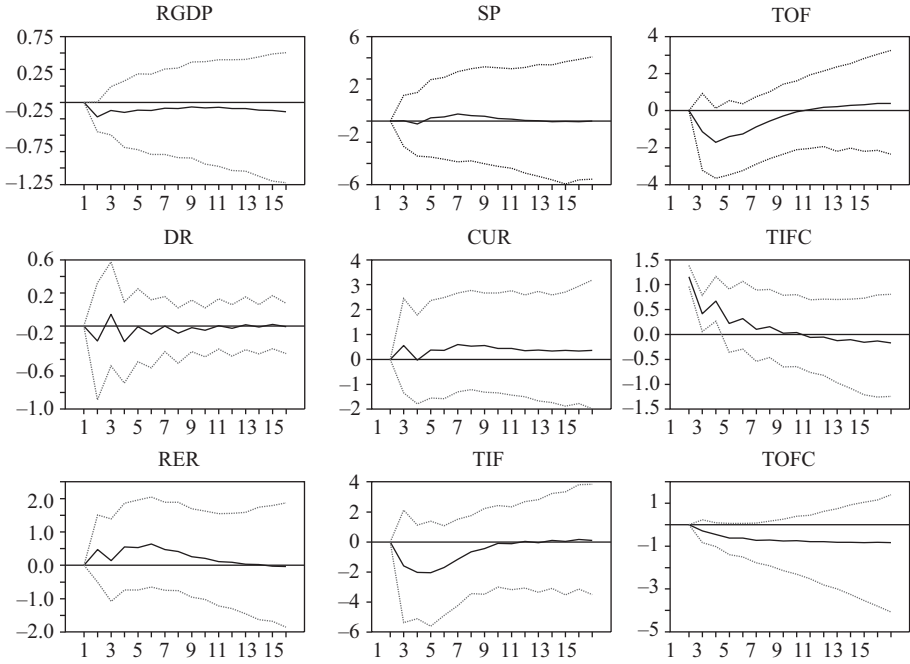 RGDP
0.75
0.25
–0.25
–0.75
–1.25
1 3 5 7 9 11 13 15
SP
6
2
–2
–6
1 3 5 7 9 11 13 15
TOF
4
2
0
–2
–4
1 3 5 7 9 11 13 15
DR
0.6
0.2
–0.2
–0.6
–1.0
1 3 5 7 9 11 13 15
CUR
4
3
2
1
0
–1
–2
1 3 5 7 9 11 13 15
TIFC
1.5
1.0
0.5
0.0
–0.5
–1.0
–1.5
1 3 5 7 9 11 13 15
RER
2.0
1.0
0.0
–1.0
–2.0
1 3 5 7 9 11 13 15
TIF
4
2
0
–2
–4
–6
1 3 5 7 9 11 13 15
TOFC
1
–1
–3
–5
1 3 5 7 9 11 13 15